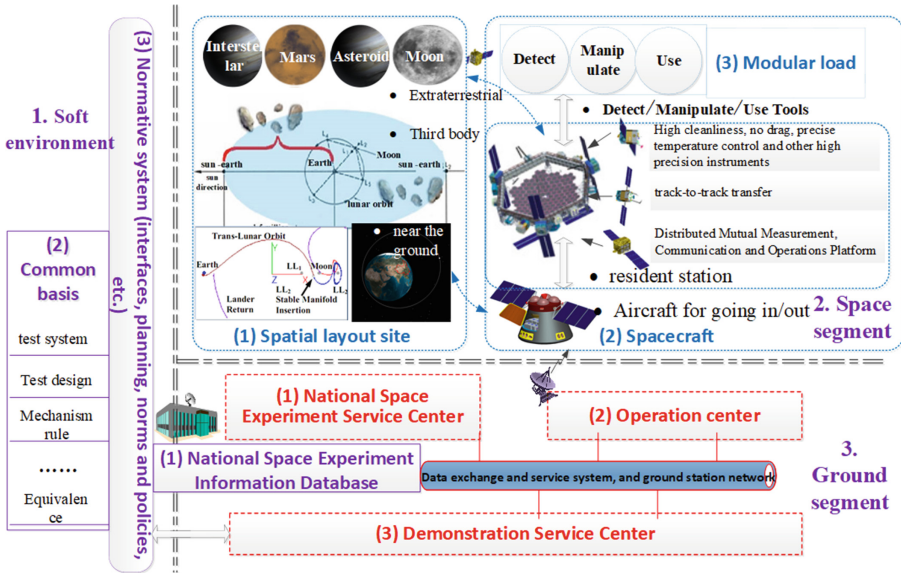 1. Soft
environment
(2)
Common
basis
test system
Test design
Mechanism
rule
......
Equivalen
ce
(3) Normative system (interfaces, planning, norms and policies,
etc.)
Interste
lar
Mars
Asteroid
Moon
Extraterrestrial
Third body
sun-earth
sun
direction
Earth
Moon
sun-earth
lunar orbit
L4
L1
L2
L3
L5
L2
near the
ground
Trans-Lunar Orbit
Earth
Y
Z
X
LL1
Moon
LL2
LL2
Lander
Return
Stable Manifold
Insertion
(1) Spatial layout site
Detect
Manip
ulate
Use
(3) Modular load
Detect/Manipulate/Use Tools
High cleanliness, no drag, precise
temperature control and other high
precision instruments
track-to-track transfer
Distributed Mutual Measurement,
Communication and Operations Platform
resident station
Aircraft for going in/out
(2) Spacecraft
2. Space
segment
(1) National Space
Experiment Service Center
(2) Operation center
(1) National Space Experiment
Information Database
Data exchange and service system, and ground station network
(3) Demonstration Service Center
3.
Ground
segment